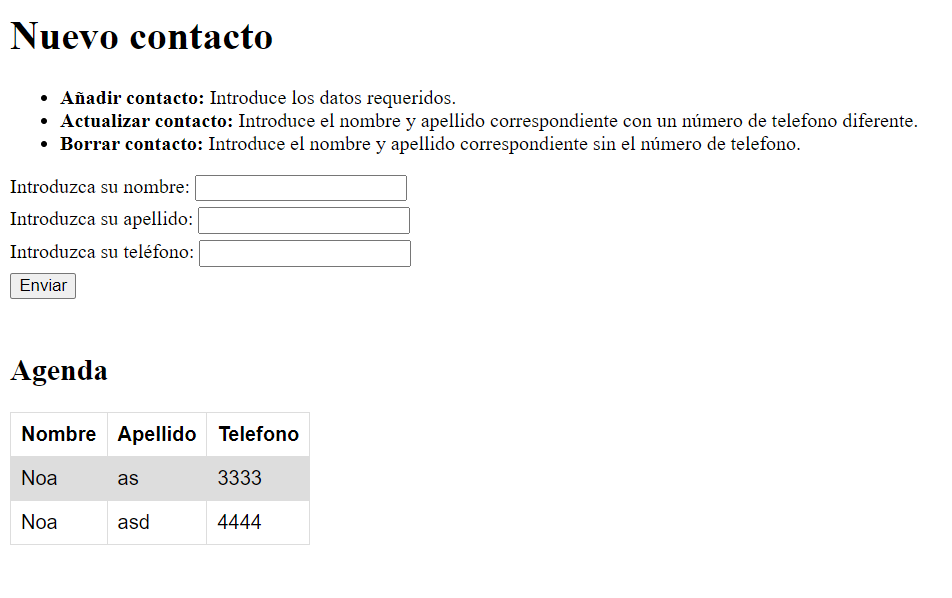 Nuevo contacto
Añadir contacto: Introduce los datos requeridos.
Actualizar contacto: Introduce el nombre y apellido correspondiente con un número de telefono diferente.
Borrar contacto: Introduce el nombre y apellido correspondiente sin el número de telefono.
Introduzca su nombre:
Introduzca su apellido:
Introduzca su teléfono:
Enviar
Agenda
Nombre Apellido Telefono
Noa as 3333
Noa asd 4444